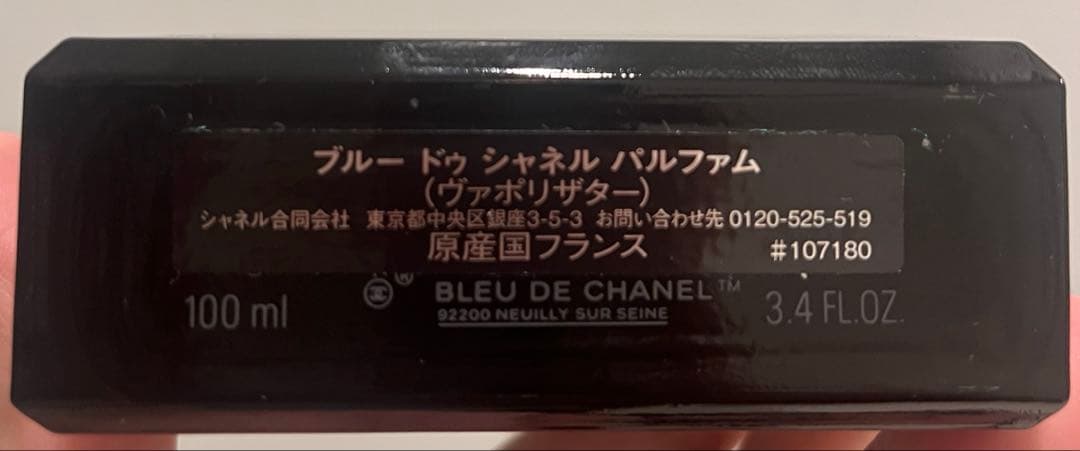 ブルー ドゥ シャネル パルファム
(ヴァポリザター)
シャネル合同会社 東京都中央区銀座3-5-3 お問い合わせ先 0120-525-519
原産国フランス #107180
100 ml ® BLEU DE CHANEL™ 3.4 FL.OZ.
92200 NEUILLY SUR SEINE